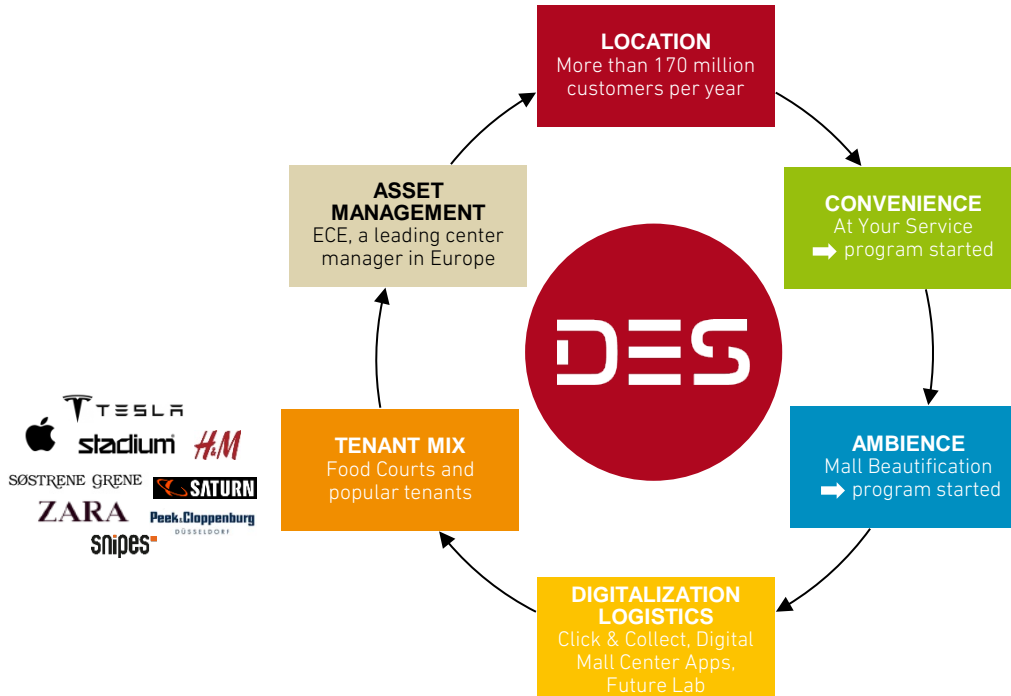 LOCATION
More than 170 million
customers per year
CONVENIENCE
At Your Service
➡ program started
AMBIENCE
Mall Beautification
➡ program started
DIGITALIZATION
LOGISTICS
Click & Collect, Digital
Mall Center Apps,
Future Lab
TENANT MIX
Food Courts and
popular tenants
ASSET
MANAGEMENT
ECE, a leading center
manager in Europe
DES
TESLA
stadium H&M
SØSTRENE GRENE SATURN
ZARA Peek&Cloppenburg
DÜSSELDORF
snipes